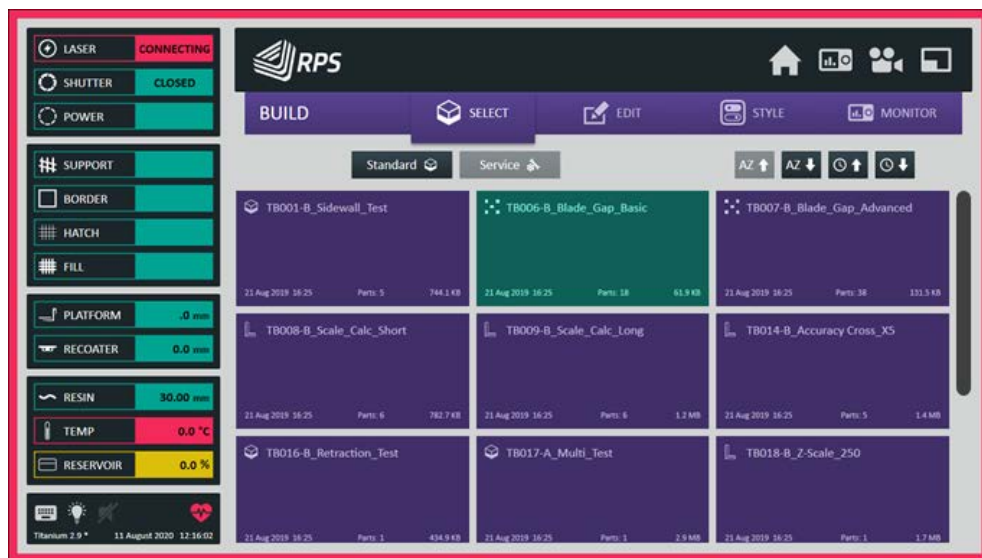 LASER CONNECTING
SHUTTER CLOSED
POWER
SUPPORT
BORDER
HATCH
FILL
PLATFORM .0 mm
RECOATER 0.0 mm
RESIN 30.00 mm
TEMP 0.0 °C
RESERVOIR 0.0 %
Titanium 2.9 * 11 August 2020 12:16:02
RPS
BUILD SELECT EDIT STYLE MONITOR
Standard Service AZ AZ
TB001-B_Sidewall_Test
21 Aug 2019 16:25 Parts: 5 744.1 KB
TB006-B_Blade_Gap_Basic
21 Aug 2019 16:25 Parts: 18 61.9 KB
TB007-B_Blade_Gap_Advanced
21 Aug 2019 16:25 Parts: 38 131.5 KB
TB008-B_Scale_Calc_Short
21 Aug 2019 16:25 Parts: 6 782.7 KB
TB009-B_Scale_Calc_Long
21 Aug 2019 16:25 Parts: 6 1.2 MB
TB014-B_Accuracy Cross_X5
21 Aug 2019 16:25 Parts: 5 1.4 MB
TB016-B_Retraction_Test
21 Aug 2019 16:25 Parts: 1 434.9 KB
TB017-A_Multi_Test
21 Aug 2019 16:25 Parts: 1 2.9 MB
TB018-B_Z-Scale_250
21 Aug 2019 16:25 Parts: 1 1.7 MB